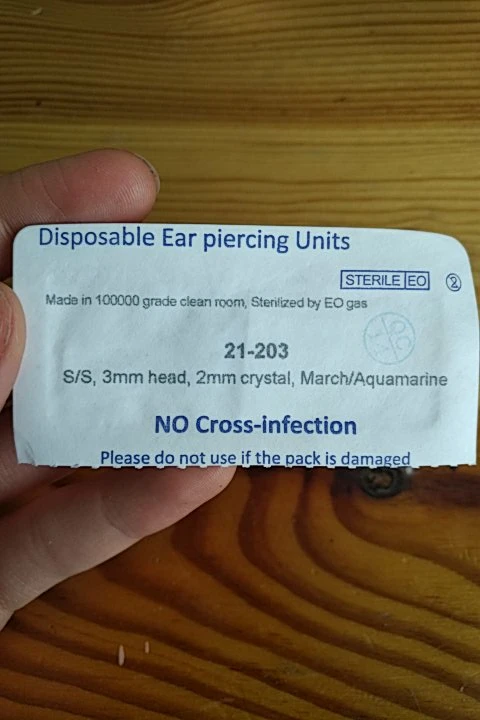 Disposable Ear piercing Units
STERILE EO
②
Made in 100000 grade clean room, Sterilized by EO gas
21-203
S/S, 3mm head, 2mm crystal, March/Aquamarine
NO Cross-infection
Please do not use if the pack is damaged